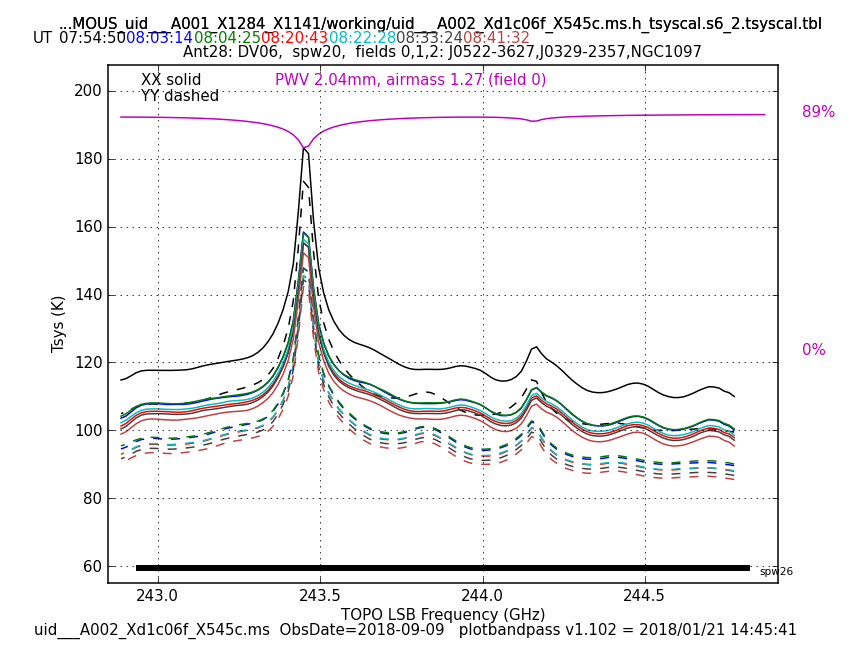 ...MOUS_uid___A001_X1284_X1141/working/uid___A002_Xd1c06f_X545c.ms.h_tsyscal.s6_2.tsyscal.tbl
UT 07:54:50 08:03:14 08:04:25 08:20:43 08:22:28 08:33:24 08:41:32
Ant28: DV06, spw20, fields 0,1,2: J0522-3627,J0329-2357,NGC1097
XX solid
PWV 2.04mm, airmass 1.27 (field 0)
YY dashed
200
180
160
140
120
100
80
60
Tsys (K)
89%
0%
spw26
243.0 243.5 244.0 244.5
TOPO LSB Frequency (GHz)
uid___A002_Xd1c06f_X545c.ms ObsDate=2018-09-09 plotbandpass v1.102 = 2018/01/21 14:45:41